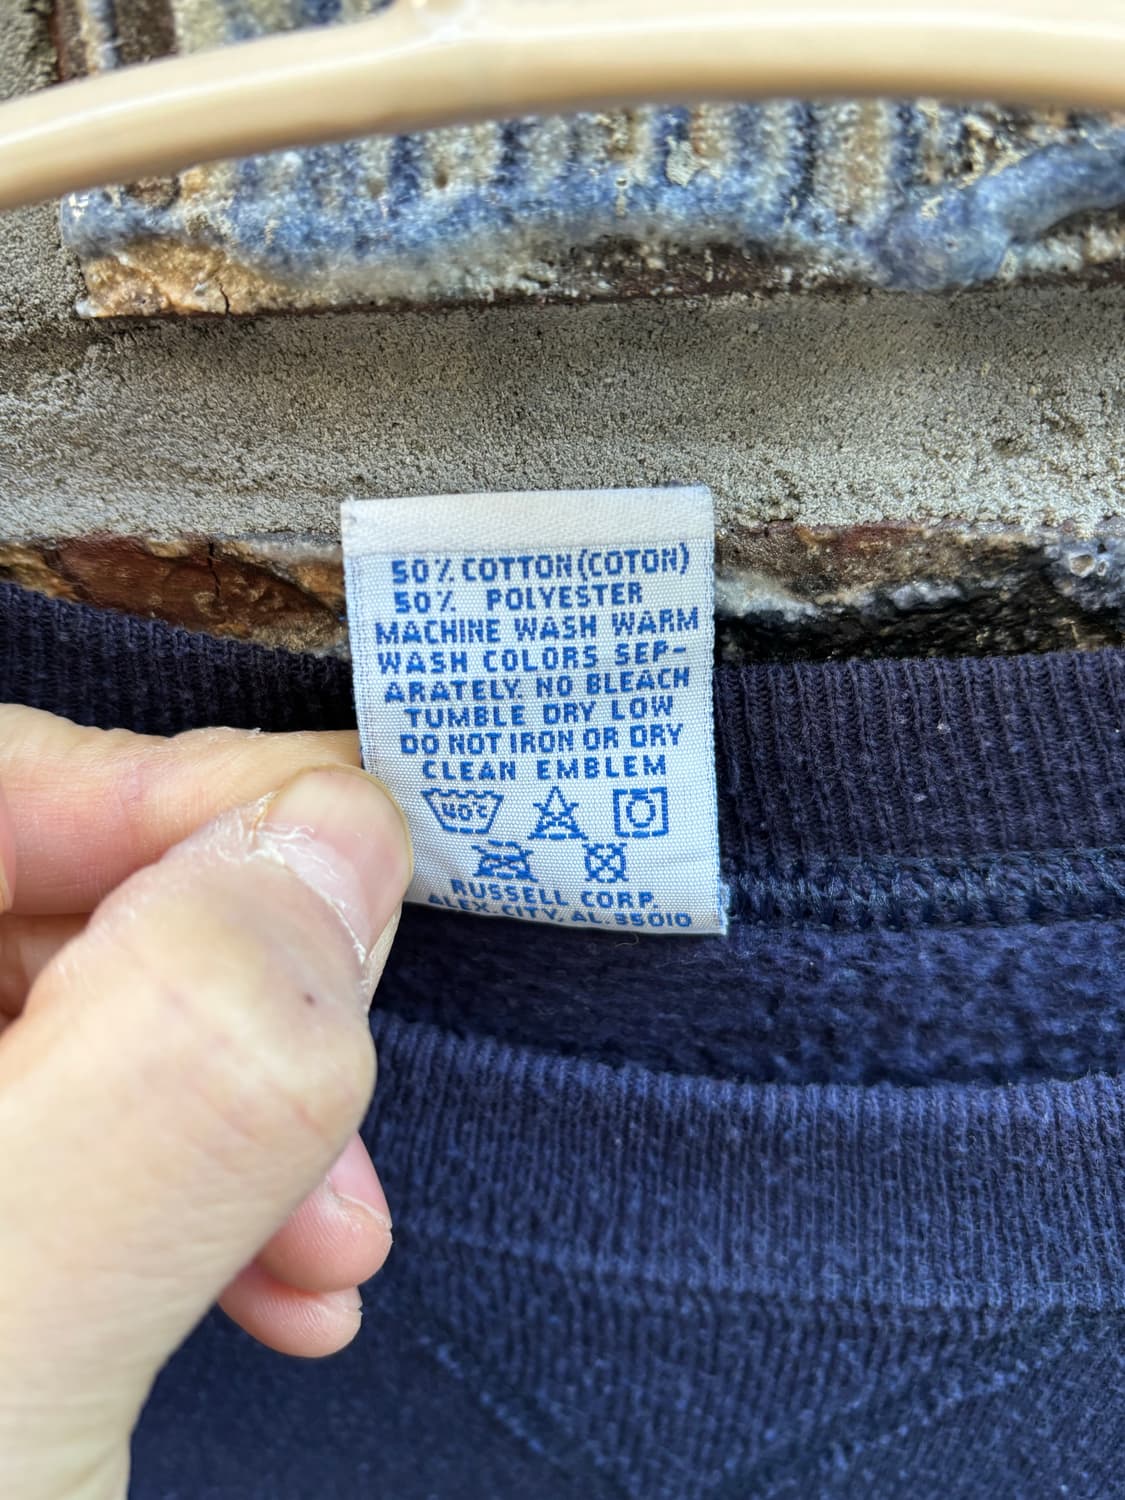 50% COTTON (COTON)
50% POLYESTER
MACHINE WASH WARM
WASH COLORS SEP-
ARATELY. NO BLEACH
TUMBLE DRY LOW
DO NOT IRON OR DRY
CLEAN EMBLEM
40°C
RUSSELL CORP.
ALEX. CITY, AL. 35010